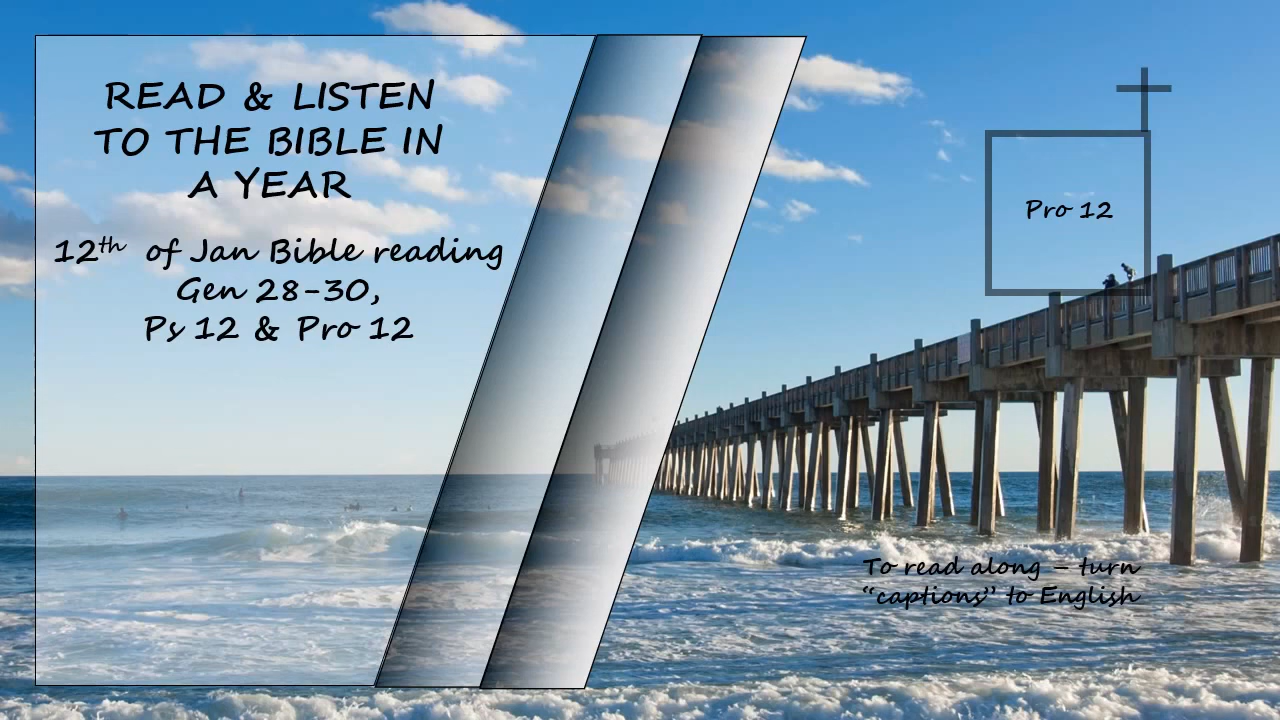 READ & LISTEN
TO THE BIBLE IN
A YEAR
12th of Jan Bible reading
Gen 28-30,
Ps 12 & Pro 12
Pro 12
To read along – turn
“captions” to English